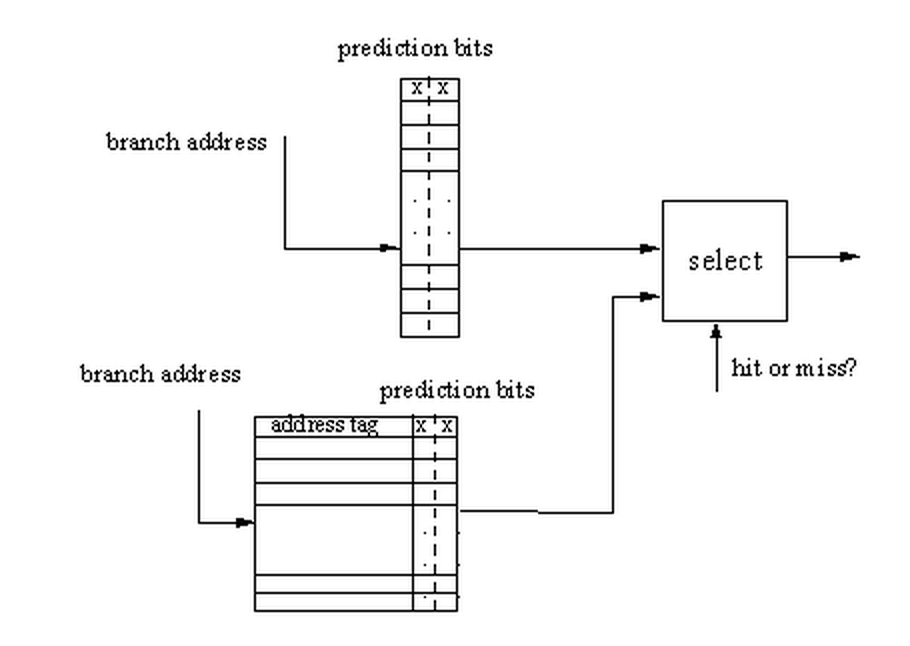 prediction bits
x x
branch address
select
hit or miss?
branch address
prediction bits
address tag x x